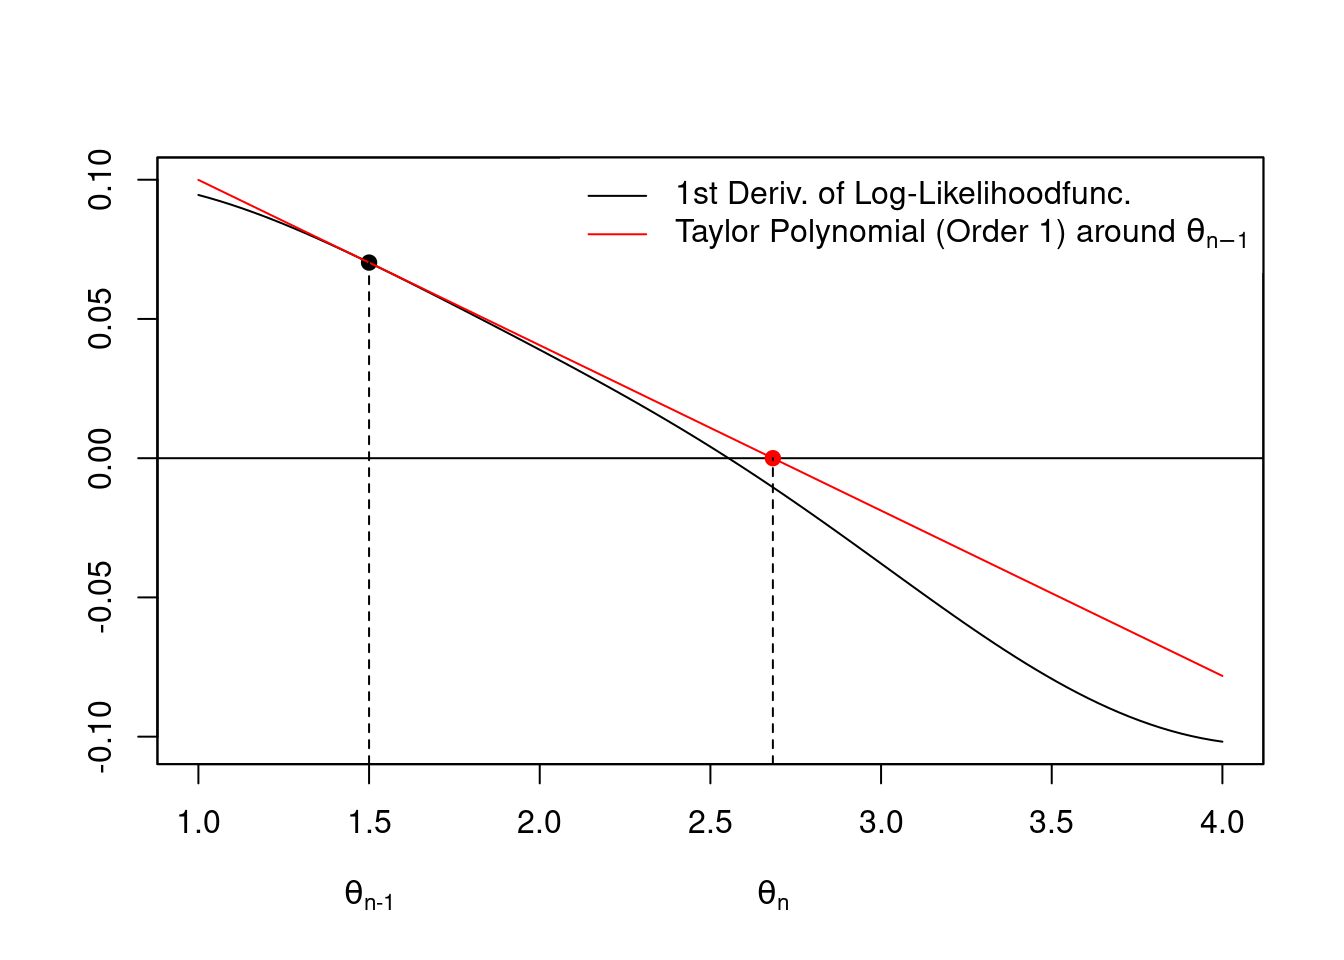 1st Deriv. of Log-Likelihoodfunc.
Taylor Polynomial (Order 1) around θn−1
0.10
0.05
0.00
-0.05
-0.10
1.0 1.5 2.0 2.5 3.0 3.5 4.0
θn-1 θn